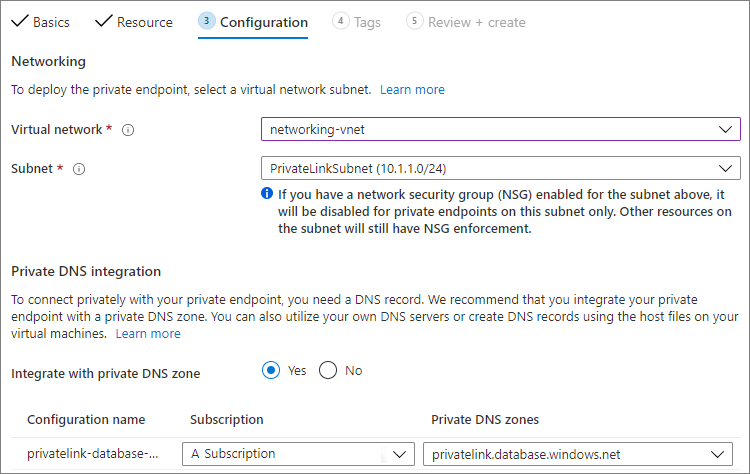 Basics Resource 3 Configuration 4 Tags 5 Review + create
Networking
To deploy the private endpoint, select a virtual network subnet. Learn more
Virtual network * networking-vnet
Subnet * PrivateLinkSubnet (10.1.1.0/24)
If you have a network security group (NSG) enabled for the subnet above, it
will be disabled for private endpoints on this subnet only. Other resources on
the subnet will still have NSG enforcement.
Private DNS integration
To connect privately with your private endpoint, you need a DNS record. We recommend that you integrate your private
endpoint with a private DNS zone. You can also utilize your own DNS servers or create DNS records using the host files on your
virtual machines. Learn more
Integrate with private DNS zone Yes No
Configuration name Subscription Private DNS zones
privatelink-database-... A Subscription privatelink.database.windows.net